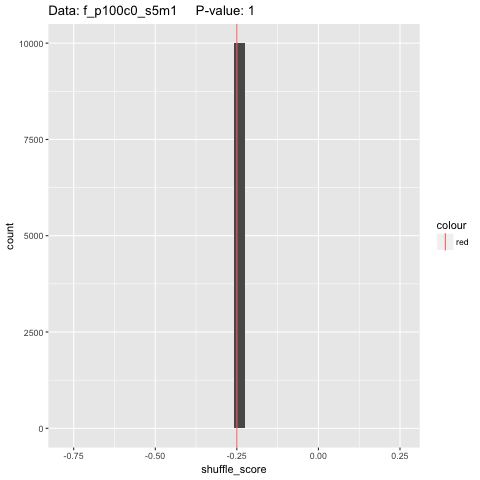 Data: f_p100c0_s5m1     P-value: 1
10000
7500
5000
2500
0
count
-0.75 -0.50 -0.25 0.00 0.25
shuffle_score
colour
red